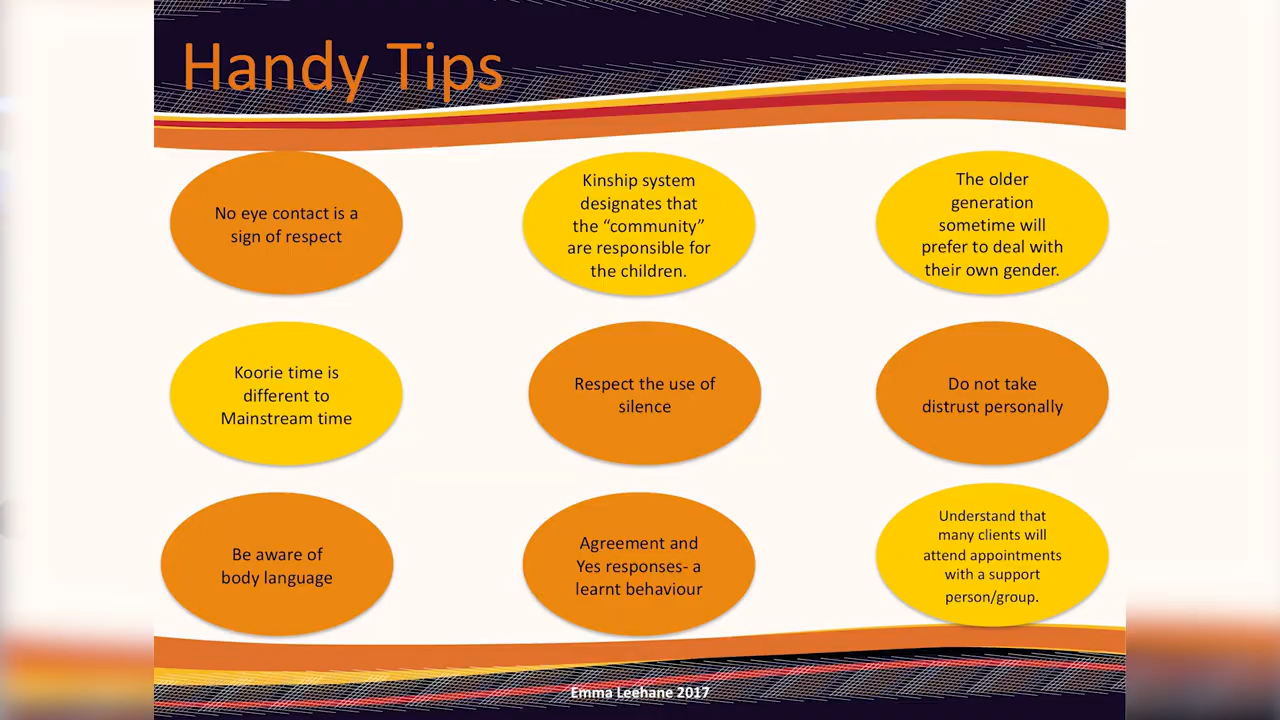 Handy Tips
No eye contact is a
sign of respect
Kinship system
designates that
the “community”
are responsible for
the children.
The older
generation
sometime will
prefer to deal with
their own gender.
Koorie time is
different to
Mainstream time
Respect the use of
silence
Do not take
distrust personally
Be aware of
body language
Agreement and
Yes responses- a
learnt behaviour
Understand that
many clients will
attend appointments
with a support
person/group.
Emma Leehane 2017